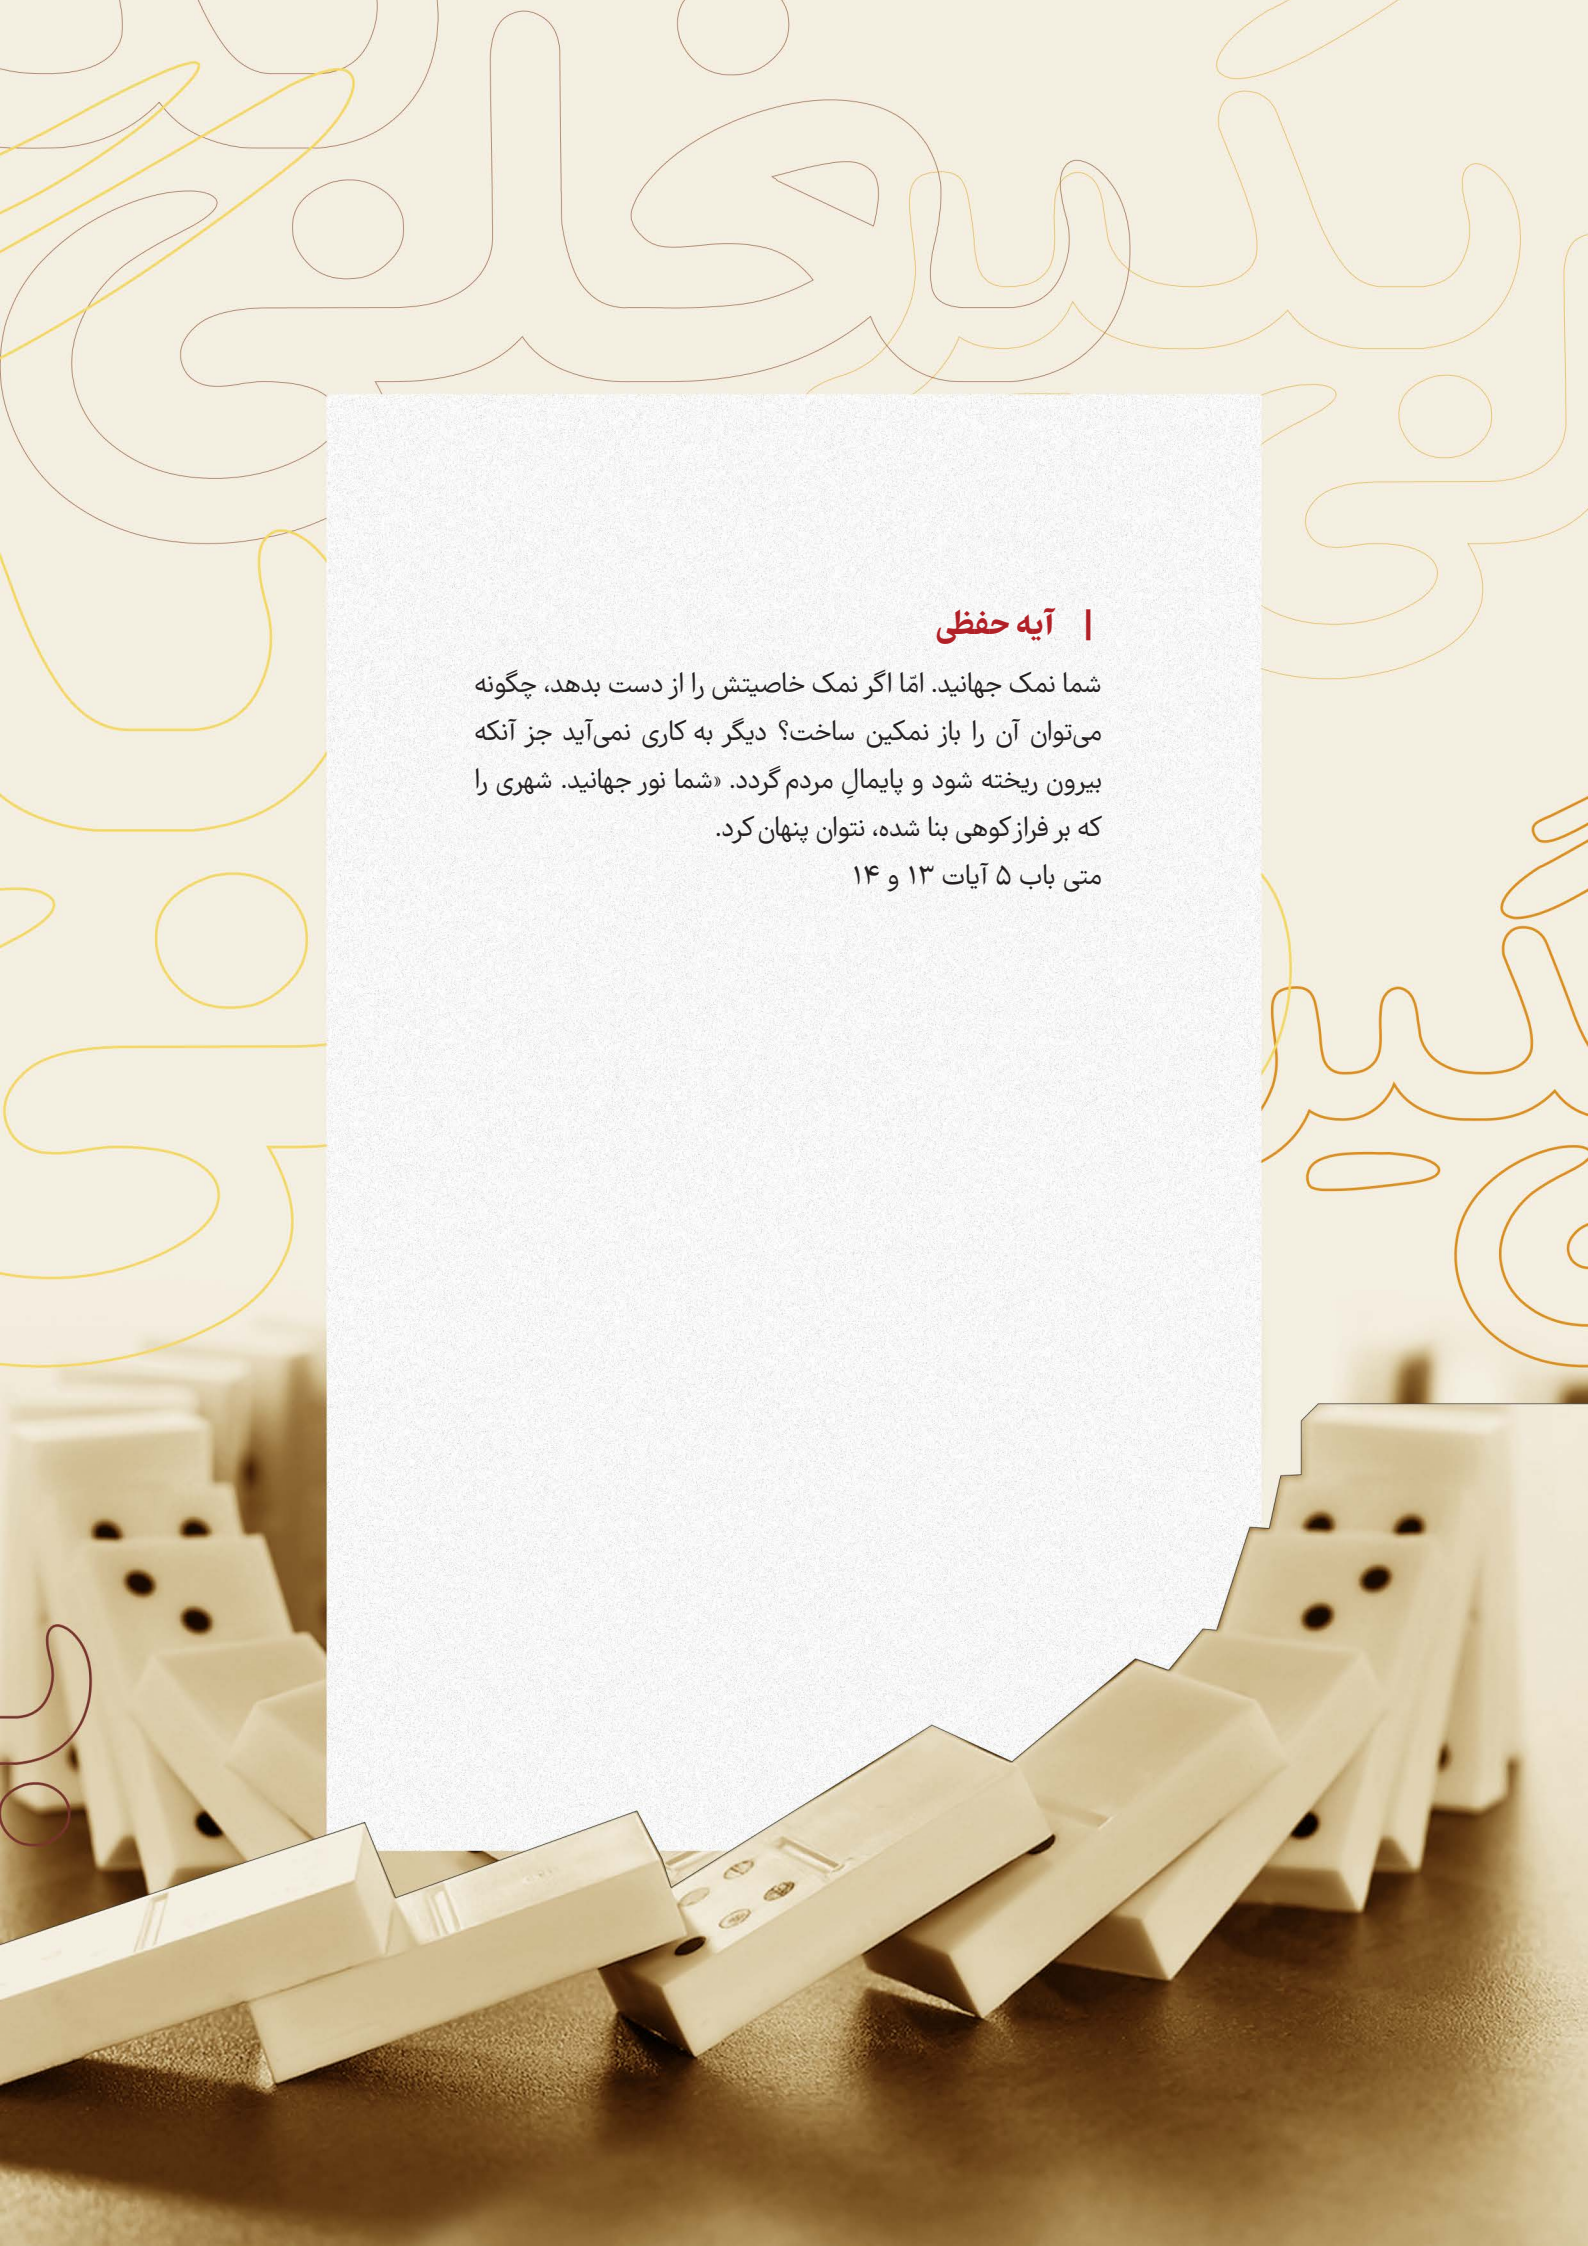 آیه حفظی
شما نمک جهانید. امّا اگر نمک خاصیتش را از دست بدهد، چگونه
می‌توان آن را باز نمکین ساخت؟ دیگر به کاری نمی‌آید جز آنکه
بیرون ریخته شود و پایمالِ مردم گردد. «شما نور جهانید. شهری را
که بر فراز کوهی بنا شده، نتوان پنهان کرد.
متی باب ۵ آیات ۱۳ و ۱۴